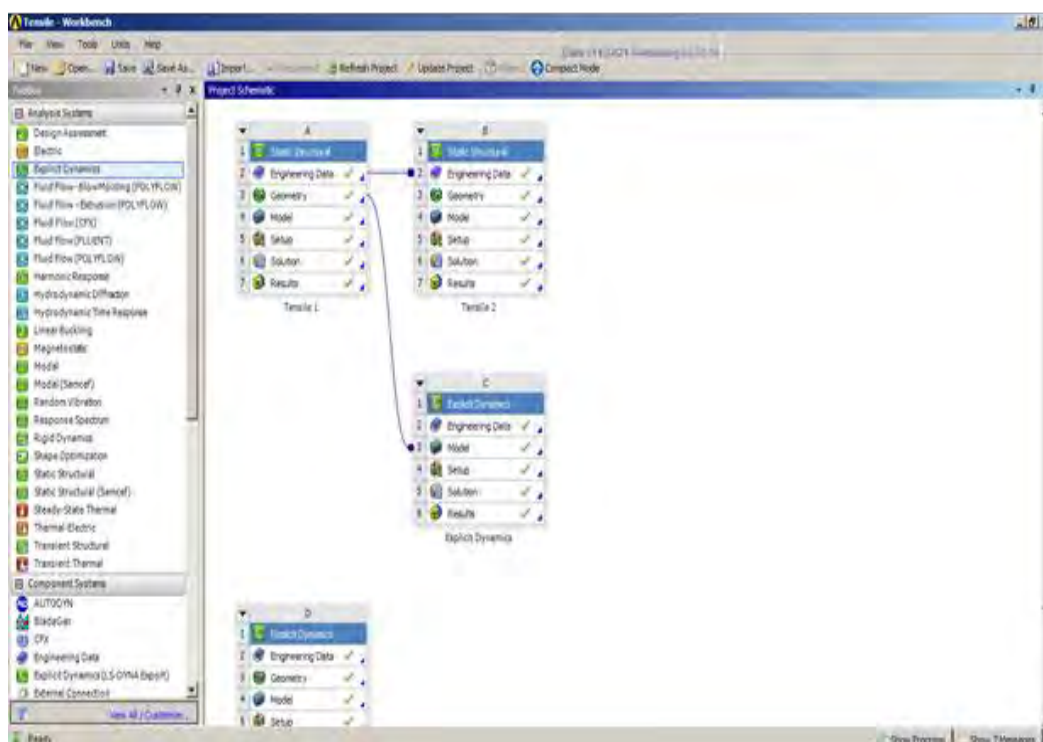 Tensile - Workbench
File View Tools Units Help
New Open... Save Save As... Import... Refresh Project Update Project Compact Mode
Toolbox
Project Schematic
Analysis Systems
Design Assessment
Electric
Explicit Dynamics
Fluid Flow - BlowMolding (POLYFLOW)
Fluid Flow - Extrusion (POLYFLOW)
Fluid Flow (CFX)
Fluid Flow (FLUENT)
Fluid Flow (POLYFLOW)
Harmonic Response
Hydrodynamic Diffraction
Hydrodynamic Time Response
Linear Buckling
Magnetostatic
Modal
Modal (Samcef)
Random Vibration
Response Spectrum
Rigid Dynamics
Shape Optimization
Static Structural
Static Structural (Samcef)
Steady-State Thermal
Thermal-Electric
Transient Structural
Transient Thermal
Component Systems
AUTODYN
BladeGen
CFX
Engineering Data
Explicit Dynamics (LS-DYNA Export)
External Connection
View All / Customize...
A
1 Static Structural
2 Engineering Data
3 Geometry
4 Model
5 Setup
6 Solution
7 Results
Tensile 1
B
1 Static Structural
2 Engineering Data
3 Geometry
4 Model
5 Setup
6 Solution
7 Results
Tensile 2
C
1 Explicit Dynamics
2 Engineering Data
3 Model
4 Setup
5 Solution
6 Results
Explicit Dynamics
D
1 Explicit Dynamics
2 Engineering Data
3 Geometry
4 Model
5 Setup
Ready
Show Progress Show 7 Messages